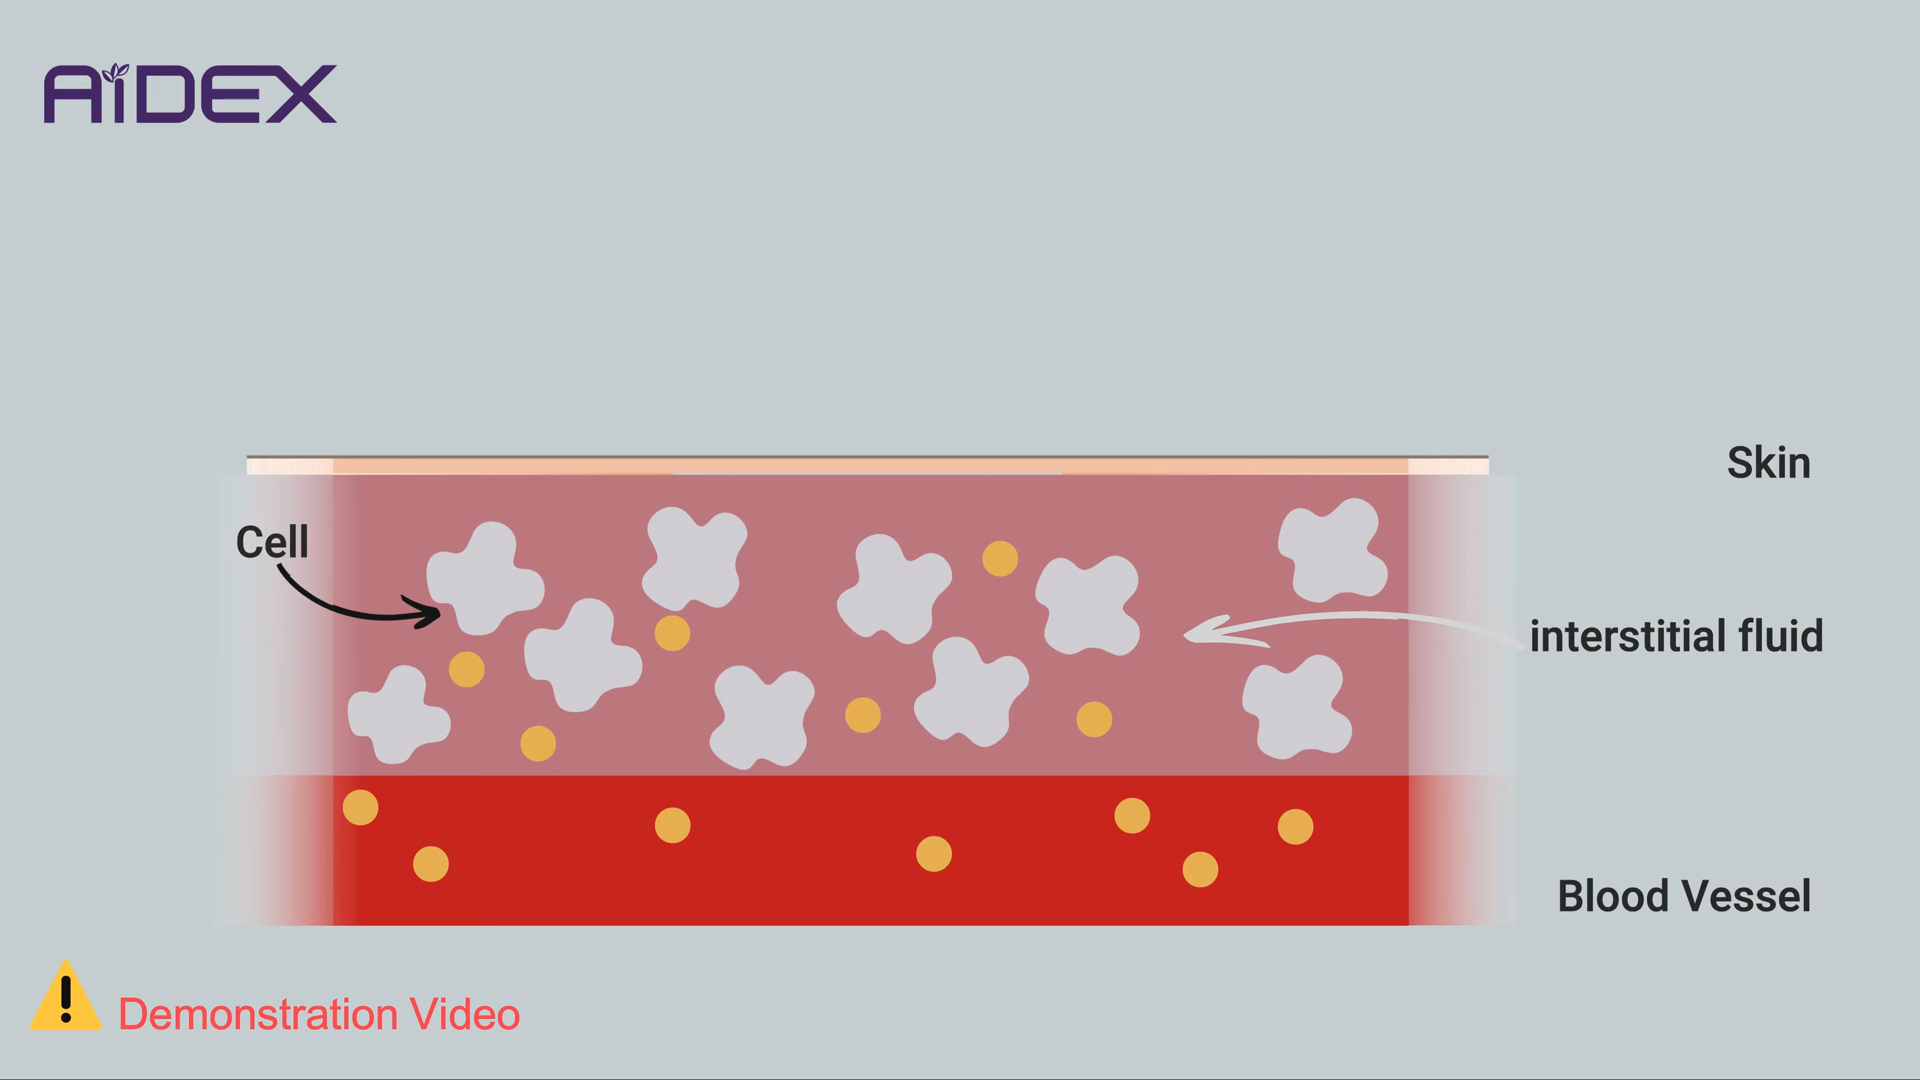 AiDEX
Skin
Cell
interstitial fluid
Blood Vessel
Demonstration Video